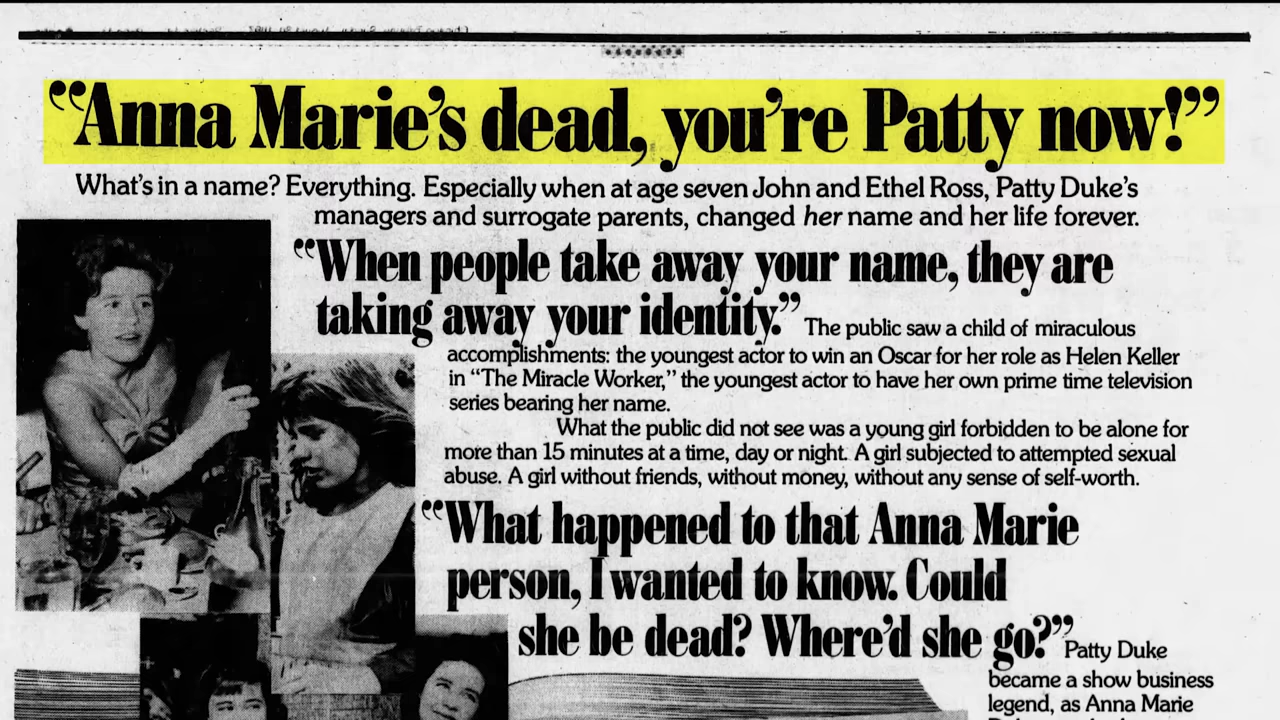 “Anna Marie’s dead, you’re Patty now!”
What’s in a name? Everything. Especially when at age seven John and Ethel Ross, Patty Duke’s
managers and surrogate parents, changed her name and her life forever.
“When people take away your name, they are
taking away your identity.” The public saw a child of miraculous
accomplishments: the youngest actor to win an Oscar for her role as Helen Keller
in “The Miracle Worker,” the youngest actor to have her own prime time television
series bearing her name.
What the public did not see was a young girl forbidden to be alone for
more than 15 minutes at a time, day or night. A girl subjected to attempted sexual
abuse. A girl without friends, without money, without any sense of self-worth.
“What happened to that Anna Marie
person, I wanted to know. Could
she be dead? Where’d she go?” Patty Duke
became a show business
legend, as Anna Marie